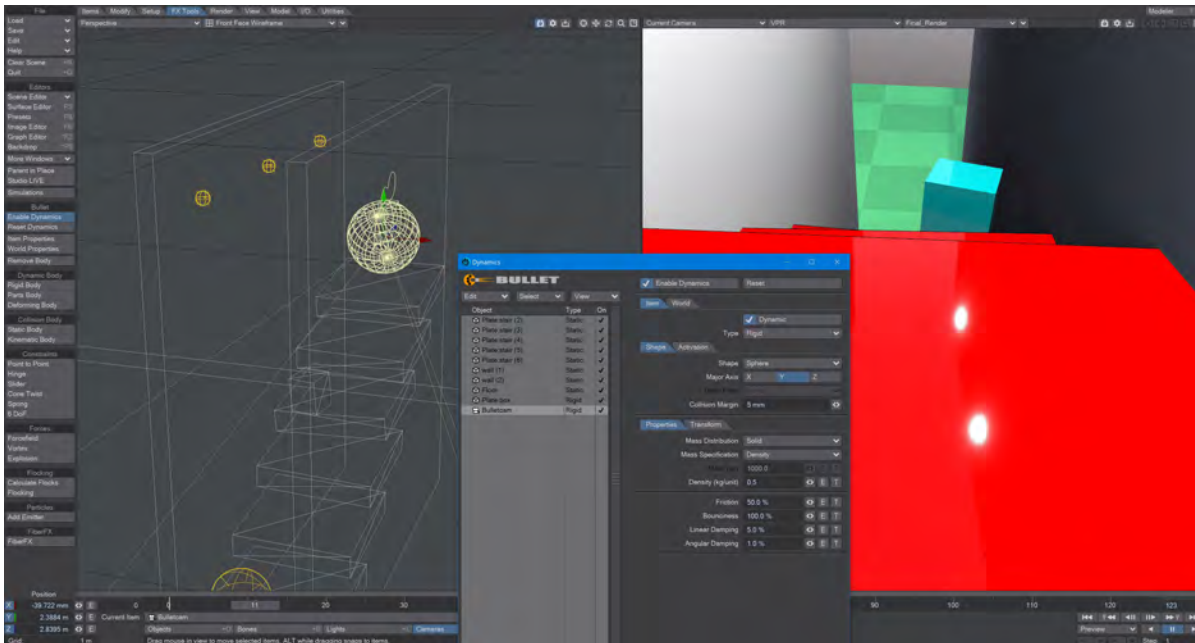 File
Items Modify Setup FX Tools Render View Model I/O Utilities
Modeler
Load
Save
Edit
Help
Clear Scene
Quit
Perspective
Front Face Wireframe
Current Camera
VPR
Final_Render
Editors
Scene Editor
Surface Editor
Presets
Image Editor
Graph Editor
Backdrop
More Windows
Parent in Place
Studio LIVE
Simulations
Bullet
Enable Dynamics
Reset Dynamics
Item Properties
World Properties
Remove Body
Dynamic Body
Rigid Body
Parts Body
Deforming Body
Collision Body
Static Body
Kinematic Body
Constraints
Point to Point
Hinge
Slider
Cone Twist
Spring
6 DoF
Forces
Forcefield
Vortex
Explosion
Flocking
Calculate Flocks
Flocking
Particles
Add Emitter
FiberFX
FiberFX
Dynamics
BULLET
Edit Select View
Object Type On
Plate:stair (2) Static
Plate:stair (3) Static
Plate:stair (4) Static
Plate:stair (5) Static
Plate:stair (6) Static
wall (1) Static
wall (2) Static
Floor Static
Plate:box Rigid
Bulletcam Rigid
Enable Dynamics Reset
Item World
Dynamic
Type Rigid
Shape Activation
Shape Sphere
Major Axis X Y Z
Collision Margin 5 mm
Properties Transform
Mass Distribution Solid
Mass Specification Density
1000.0
Density (kg/unit) 0.5 E T
Friction 50.0 % E T
Bounciness 100.0 % E T
Linear Damping 5.0 % E T
Angular Damping 1.0 % E T
Position
X -39.722 mm E
Y 2.3884 m E
Z 2.8395 m E
Grid 1 m
0 0 11 20 30
90 100 110 120 123
Current Item Bulletcam
Objects Bones Lights Cameras
Drag mouse in view to move selected items. ALT while dragging snaps to items.
Preview
Step 1